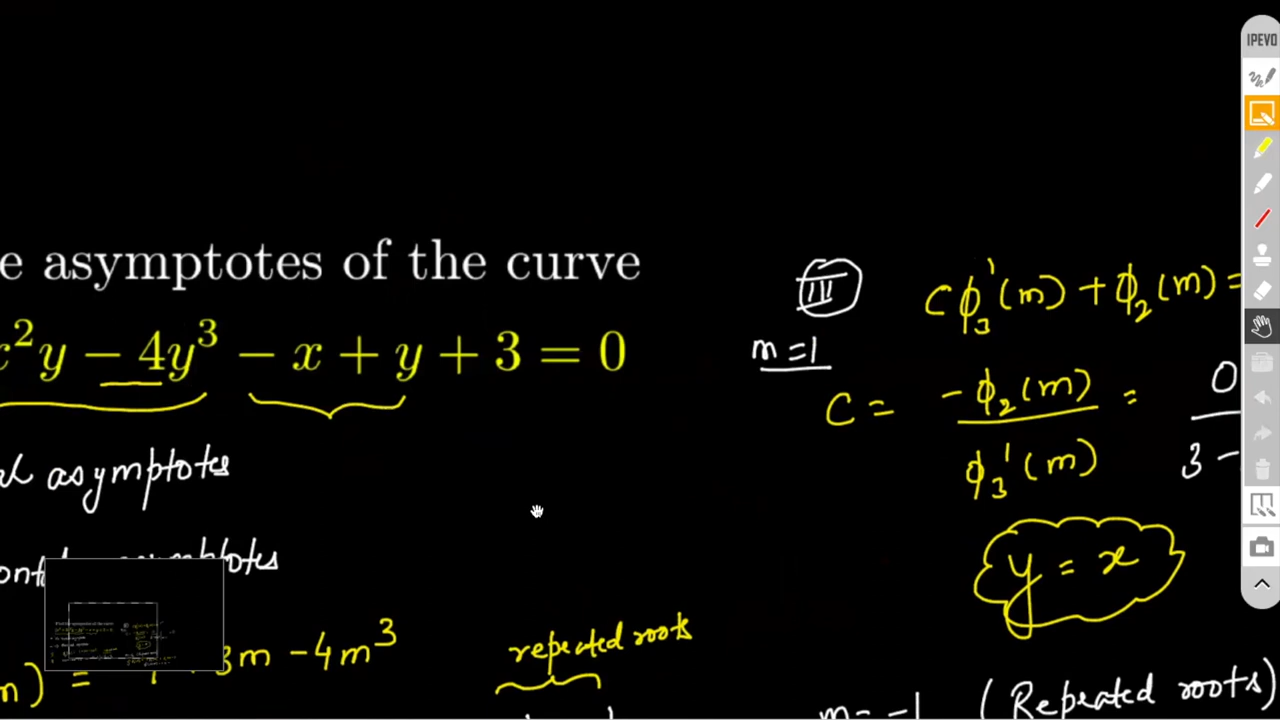 IPEVO
e asymptotes of the curve
x²y − 4y³ − x + y + 3 = 0
al asymptotes
asymptotes
m) = 3m − 4m³
repeated roots
III
cφ₃'(m) + φ₂(m) =
m = 1
c = −φ₂(m) / φ₃'(m) = 0 / 3 −
y = x
m = −1 (Repeated roots)